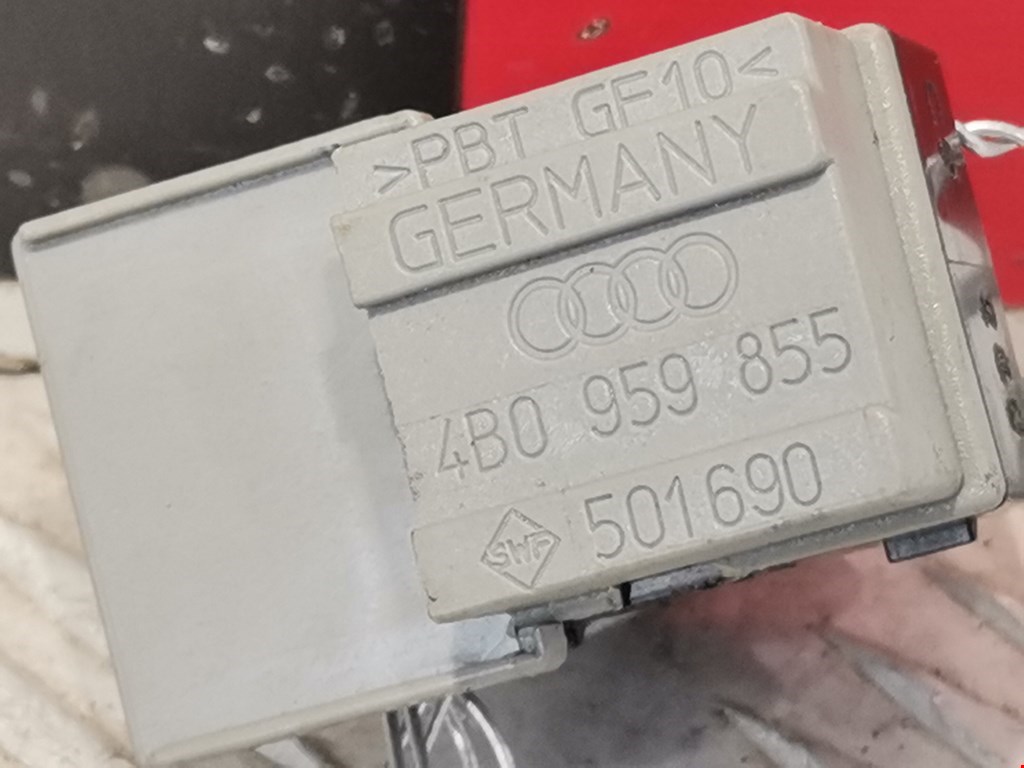 >PBT GF10<
GERMANY
4B0 959 855
SWF 501690